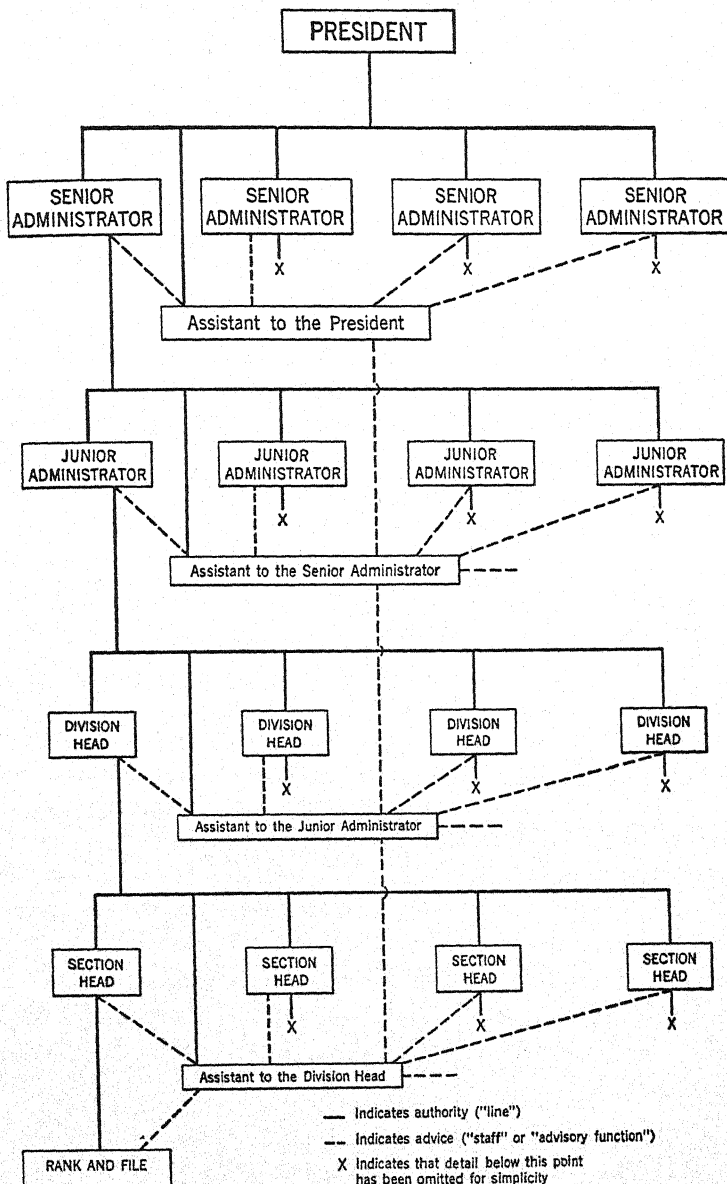 PRESIDENT
SENIOR
ADMINISTRATOR
SENIOR
ADMINISTRATOR
SENIOR
ADMINISTRATOR
SENIOR
ADMINISTRATOR
X
X
X
Assistant to the President
JUNIOR
ADMINISTRATOR
JUNIOR
ADMINISTRATOR
JUNIOR
ADMINISTRATOR
JUNIOR
ADMINISTRATOR
X
X
X
Assistant to the Senior Administrator
DIVISION
HEAD
DIVISION
HEAD
DIVISION
HEAD
DIVISION
HEAD
X
X
X
Assistant to the Junior Administrator
SECTION
HEAD
SECTION
HEAD
SECTION
HEAD
SECTION
HEAD
X
X
X
Assistant to the Division Head
RANK AND FILE
Indicates authority ("line")
Indicates advice ("staff" or "advisory function")
X Indicates that detail below this point
has been omitted for simplicity